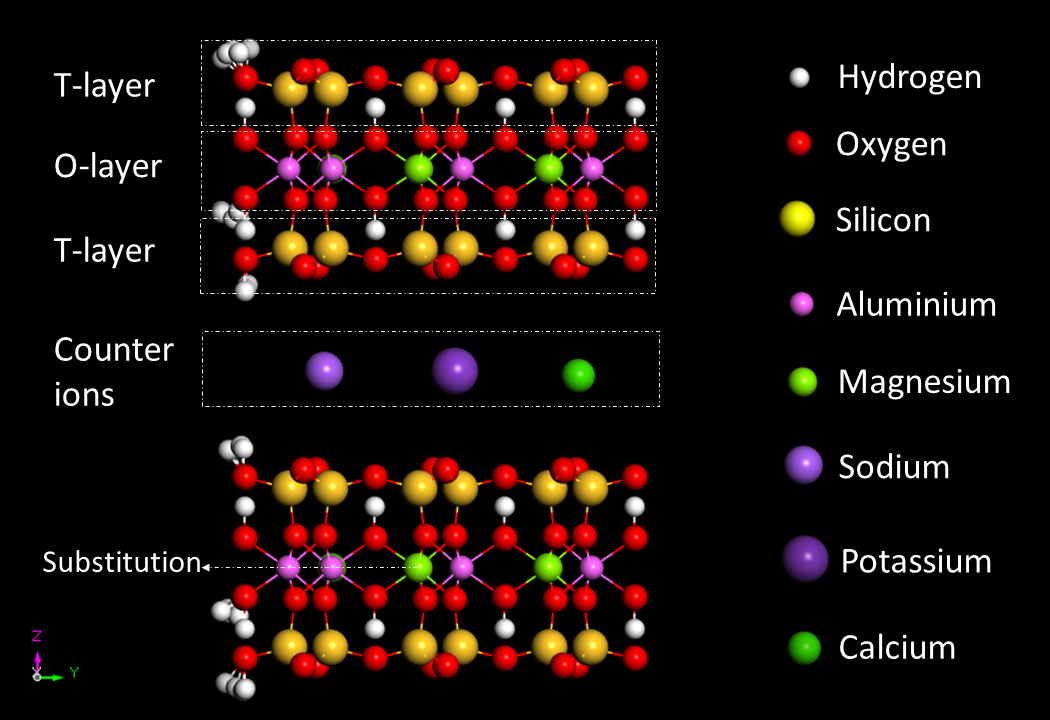 T-layer
O-layer
T-layer
Counter
ions
Substitution
Z
X
Y
Hydrogen
Oxygen
Silicon
Aluminium
Magnesium
Sodium
Potassium
Calcium